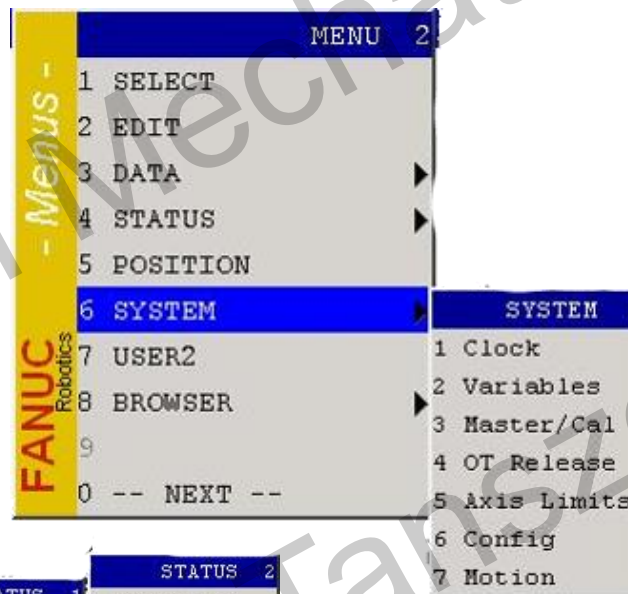 MENU 2
1 SELECT
2 EDIT
3 DATA
4 STATUS
5 POSITION
6 SYSTEM
7 USER2
8 BROWSER
9
0 -- NEXT --
- Menus -
FANUC
Robotics
SYSTEM
1 Clock
2 Variables
3 Master/Cal
4 OT Release
5 Axis Limits
6 Config
7 Motion
STATUS 2